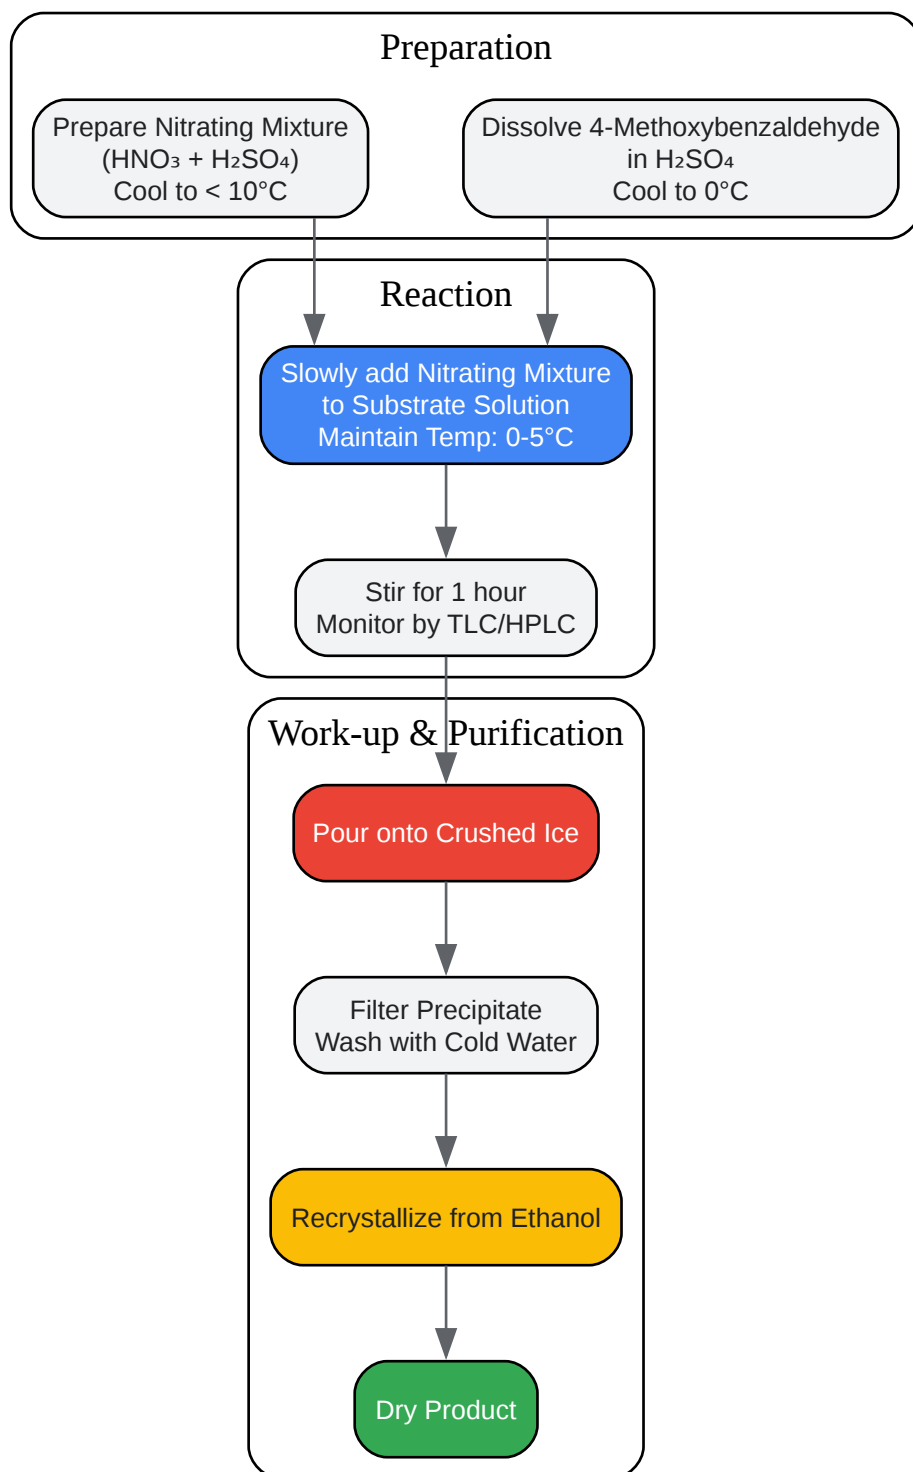 Preparation
Prepare Nitrating Mixture
(HNO₃ + H₂SO₄)
Cool to < 10°C
Dissolve 4-Methoxybenzaldehyde
in H₂SO₄
Cool to 0°C
Reaction
Slowly add Nitrating Mixture
to Substrate Solution
Maintain Temp: 0-5°C
Stir for 1 hour
Monitor by TLC/HPLC
Work-up & Purification
Pour onto Crushed Ice
Filter Precipitate
Wash with Cold Water
Recrystallize from Ethanol
Dry Product